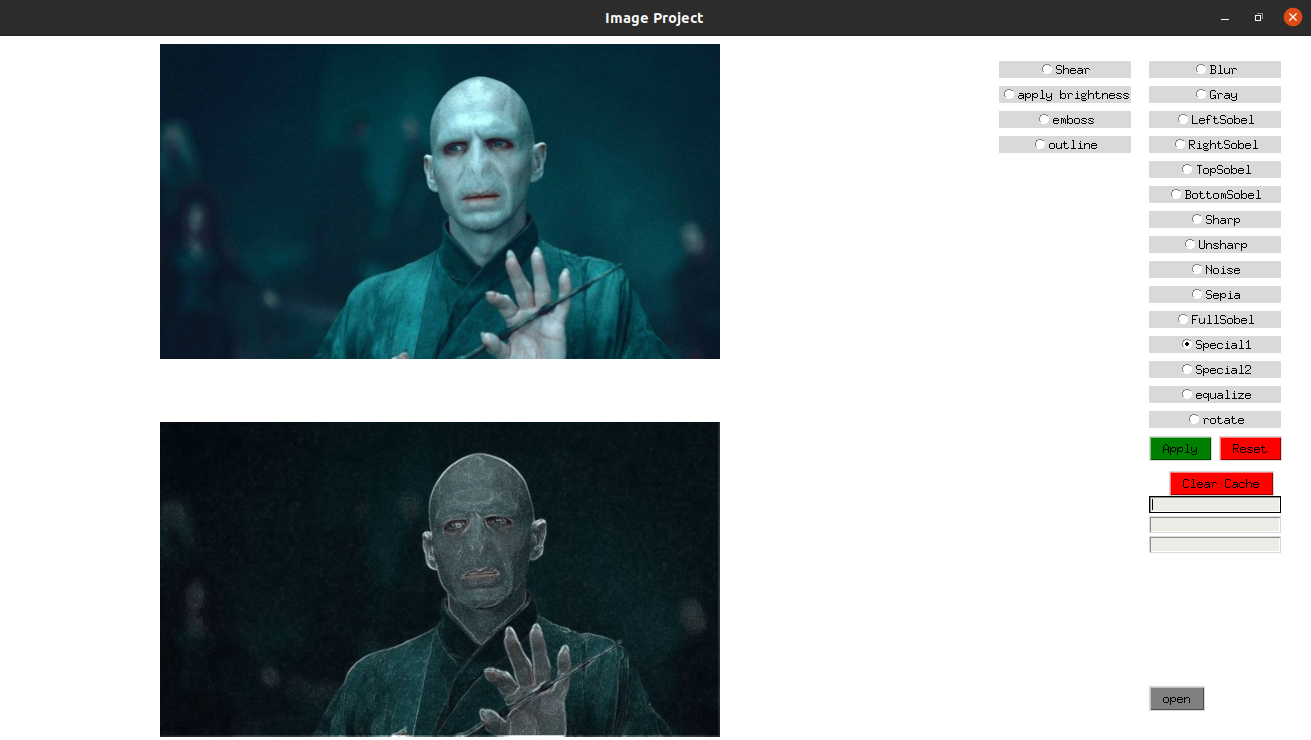 Image Project
Shear
apply brightness
emboss
outline
Blur
Gray
LeftSobel
RightSobel
TopSobel
BottomSobel
Sharp
Unsharp
Noise
Sepia
FullSobel
Special1
Special2
equalize
rotate
Apply Reset
Clear Cache
open